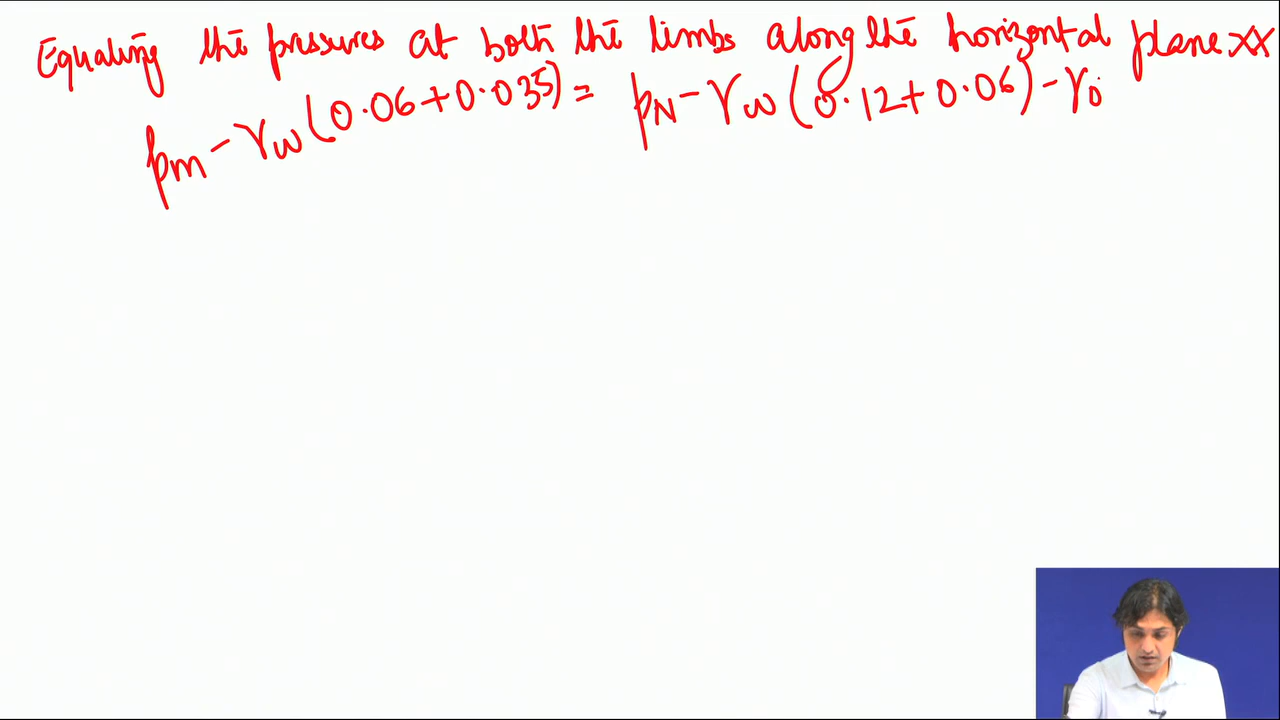 Equaling the pressures at both the limbs along the horizontal plane XX
pm - γw (0.06 + 0.035) = pN - γw (0.12 + 0.06) - γo